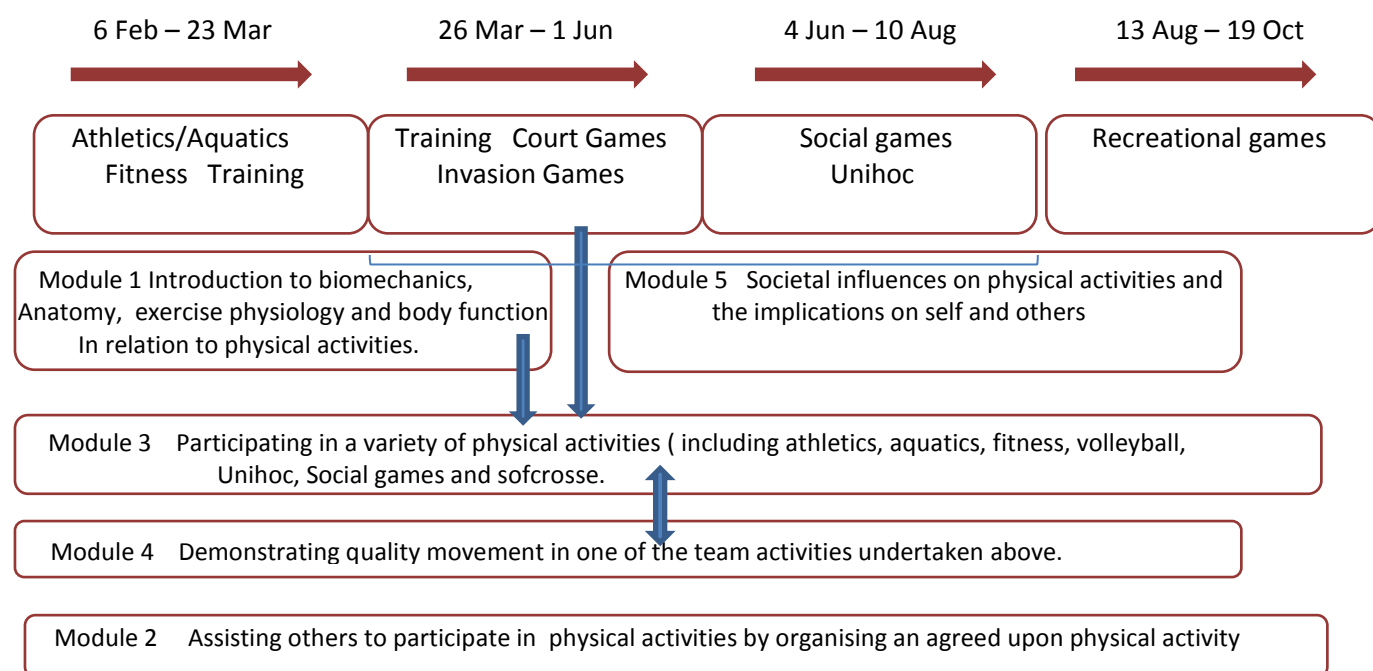 6 Feb – 23 Mar
26 Mar – 1 Jun
4 Jun – 10 Aug
13 Aug – 19 Oct
Athletics/Aquatics
Fitness Training
Training Court Games
Invasion Games
Social games
Unihoc
Recreational games
Module 1 Introduction to biomechanics,
Anatomy, exercise physiology and body function
In relation to physical activities.
Module 5 Societal influences on physical activities and
the implications on self and others
Module 3 Participating in a variety of physical activities ( including athletics, aquatics, fitness, volleyball,
Unihoc, Social games and sofcrosse.
Module 4 Demonstrating quality movement in one of the team activities undertaken above.
Module 2 Assisting others to participate in physical activities by organising an agreed upon physical activity